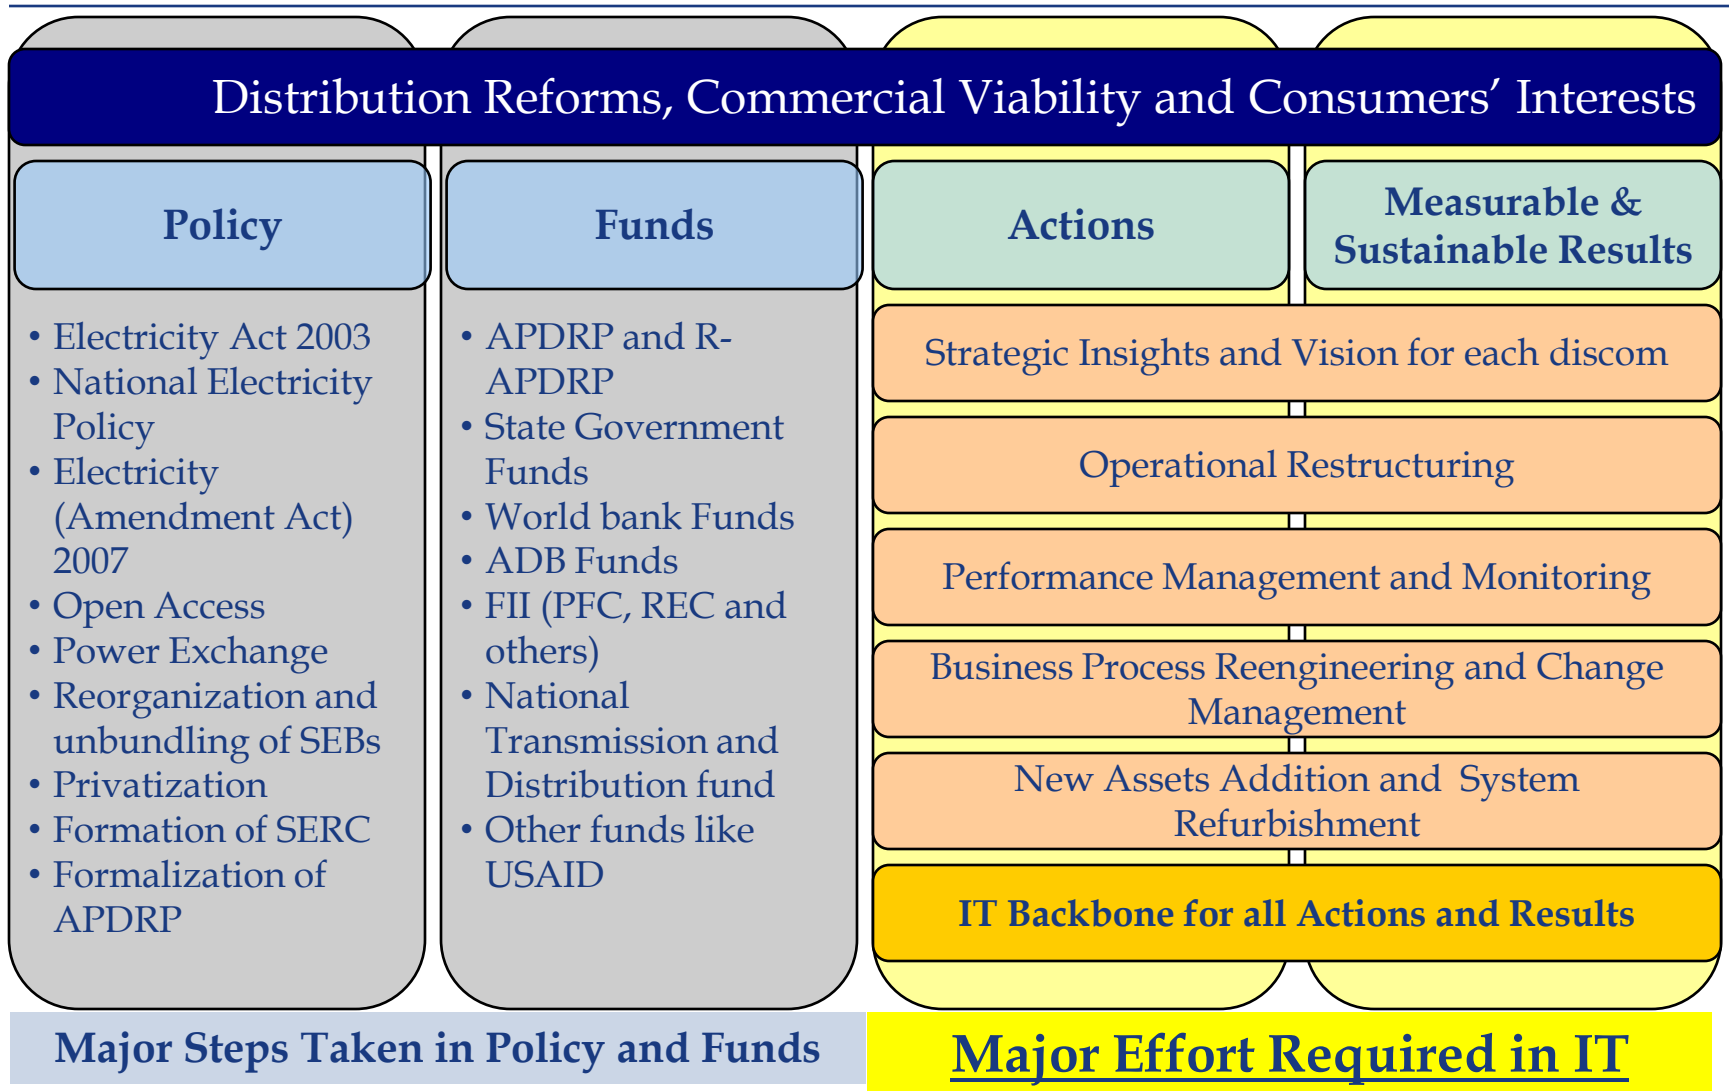 Distribution Reforms, Commercial Viability and Consumers’ Interests
Policy
• Electricity Act 2003
• National Electricity
Policy
• Electricity
(Amendment Act)
2007
• Open Access
• Power Exchange
• Reorganization and
unbundling of SEBs
• Privatization
• Formation of SERC
• Formalization of
APDRP
Funds
• APDRP and R-
APDRP
• State Government
Funds
• World bank Funds
• ADB Funds
• FII (PFC, REC and
others)
• National
Transmission and
Distribution fund
• Other funds like
USAID
Actions
Measurable &
Sustainable Results
Strategic Insights and Vision for each discom
Operational Restructuring
Performance Management and Monitoring
Business Process Reengineering and Change
Management
New Assets Addition and System
Refurbishment
IT Backbone for all Actions and Results
Major Steps Taken in Policy and Funds
Major Effort Required in IT